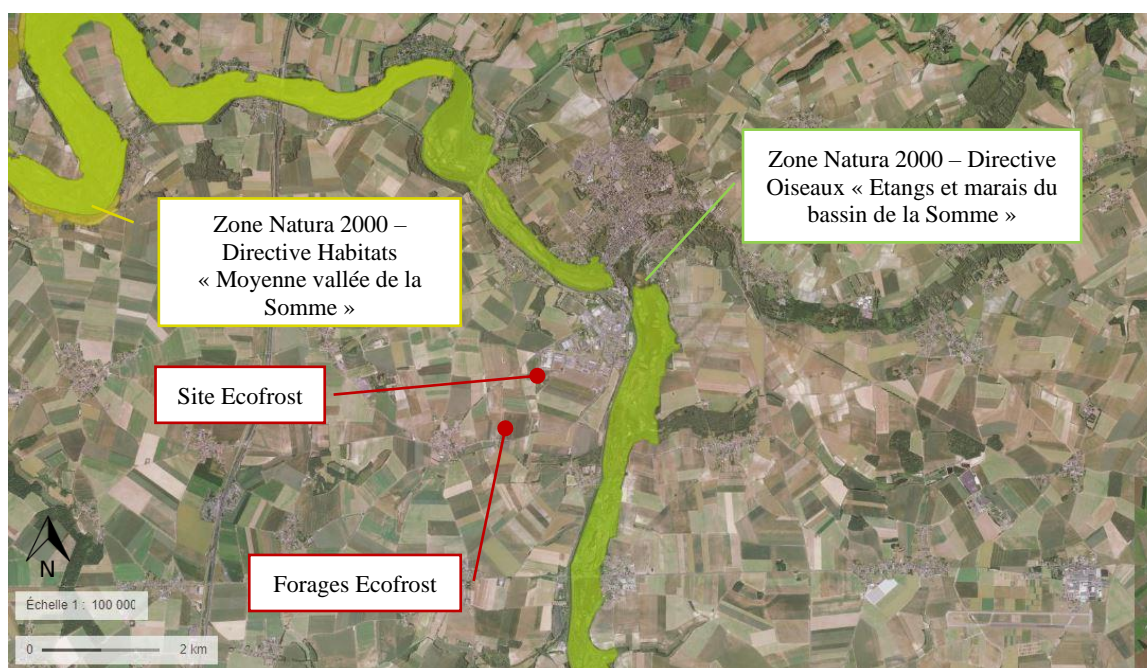 Zone Natura 2000 – Directive
Oiseaux « Etangs et marais du
bassin de la Somme »
Zone Natura 2000 –
Directive Habitats
« Moyenne vallée de la
Somme »
Site Ecofrost
Forages Ecofrost
N
Échelle 1 : 100 000
0 2 km